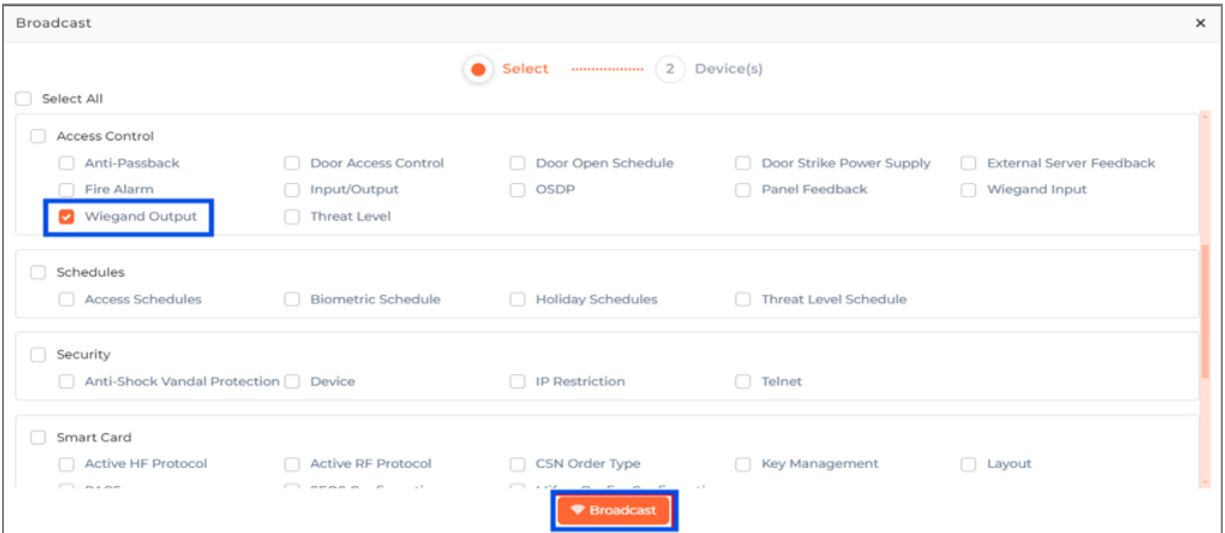 Broadcast ×
Select 2 Device(s)
Select All
Access Control
Anti-Passback Door Access Control Door Open Schedule Door Strike Power Supply External Server Feedback
Fire Alarm Input/Output OSDP Panel Feedback Wiegand Input
Wiegand Output Threat Level
Schedules
Access Schedules Biometric Schedule Holiday Schedules Threat Level Schedule
Security
Anti-Shock Vandal Protection Device IP Restriction Telnet
Smart Card
Active HF Protocol Active RF Protocol CSN Order Type Key Management Layout
Broadcast